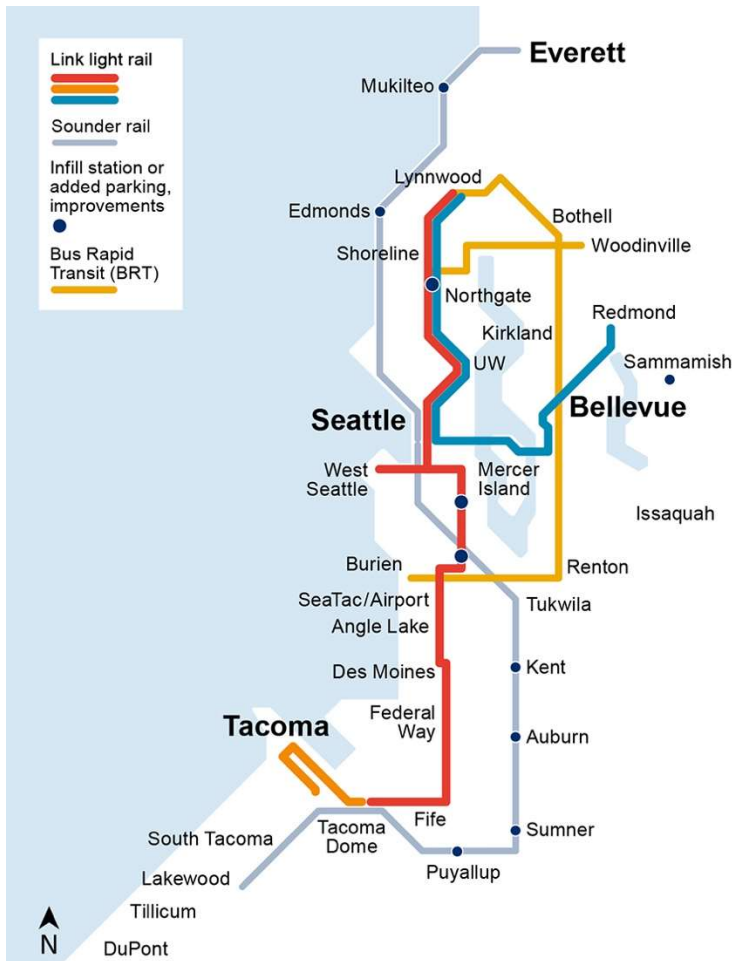 Link light rail
Sounder rail
Infill station or
added parking,
improvements
Bus Rapid
Transit (BRT)
Everett
Mukilteo
Lynnwood
Edmonds
Bothell
Shoreline
Woodinville
Northgate
Redmond
Kirkland
UW
Sammamish
Seattle
Bellevue
West
Seattle
Mercer
Island
Issaquah
Burien
Renton
SeaTac/Airport
Tukwila
Angle Lake
Des Moines
Kent
Federal
Way
Tacoma
Auburn
Fife
Tacoma
Dome
Sumner
South Tacoma
Puyallup
Lakewood
Tillicum
DuPont
N